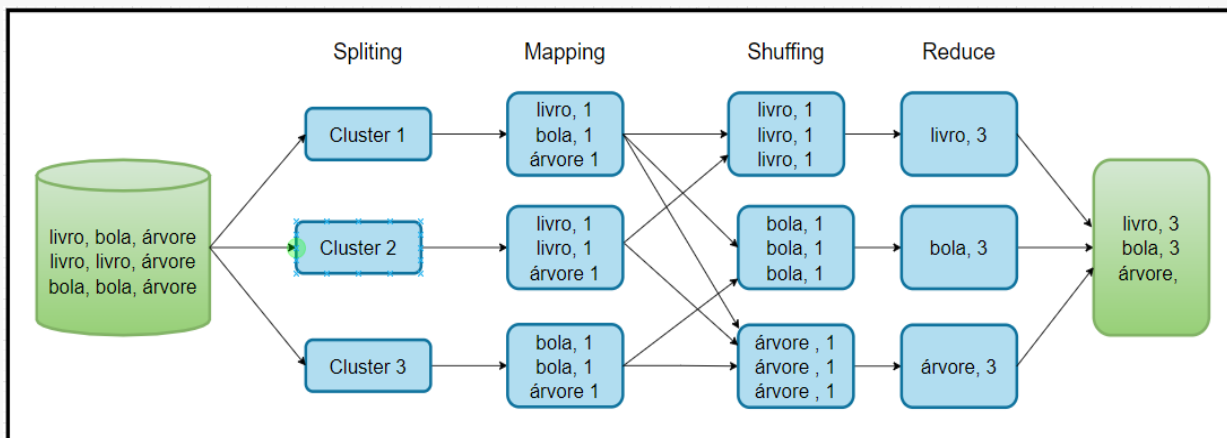 Spliting
Mapping
Shuffing
Reduce
livro, bola, árvore
livro, livro, árvore
bola, bola, árvore
Cluster 1
Cluster 2
Cluster 3
livro, 1
bola, 1
árvore 1
livro, 1
livro, 1
árvore 1
bola, 1
bola, 1
árvore 1
livro, 1
livro, 1
livro, 1
bola, 1
bola, 1
bola, 1
árvore , 1
árvore , 1
árvore , 1
livro, 3
bola, 3
árvore, 3
livro, 3
bola, 3
árvore,